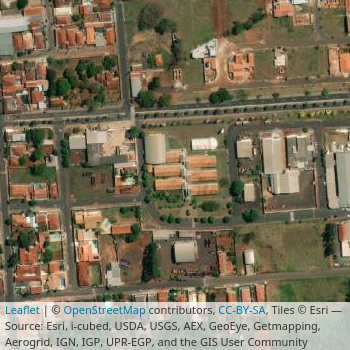 Leaflet | © OpenStreetMap contributors, CC-BY-SA, Tiles © Esri —
Source: Esri, i-cubed, USDA, USGS, AEX, GeoEye, Getmapping,
Aerogrid, IGN, IGP, UPR-EGP, and the GIS User Community